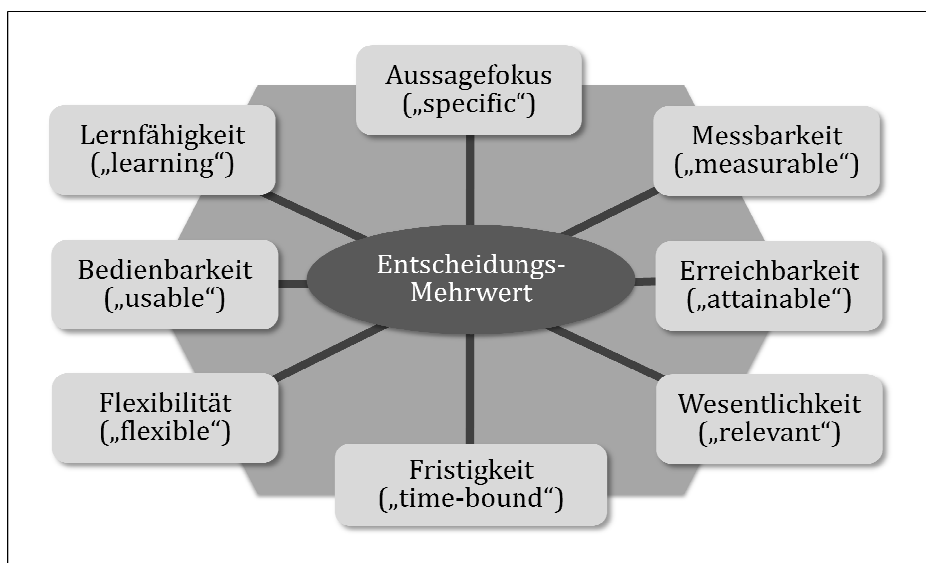 Aussagefokus
(„specific“)
Messbarkeit
(„measurable“)
Erreichbarkeit
(„attainable“)
Wesentlichkeit
(„relevant“)
Fristigkeit
(„time-bound“)
Flexibilität
(„flexible“)
Bedienbarkeit
(„usable“)
Lernfähigkeit
(„learning“)
Entscheidungs-
Mehrwert